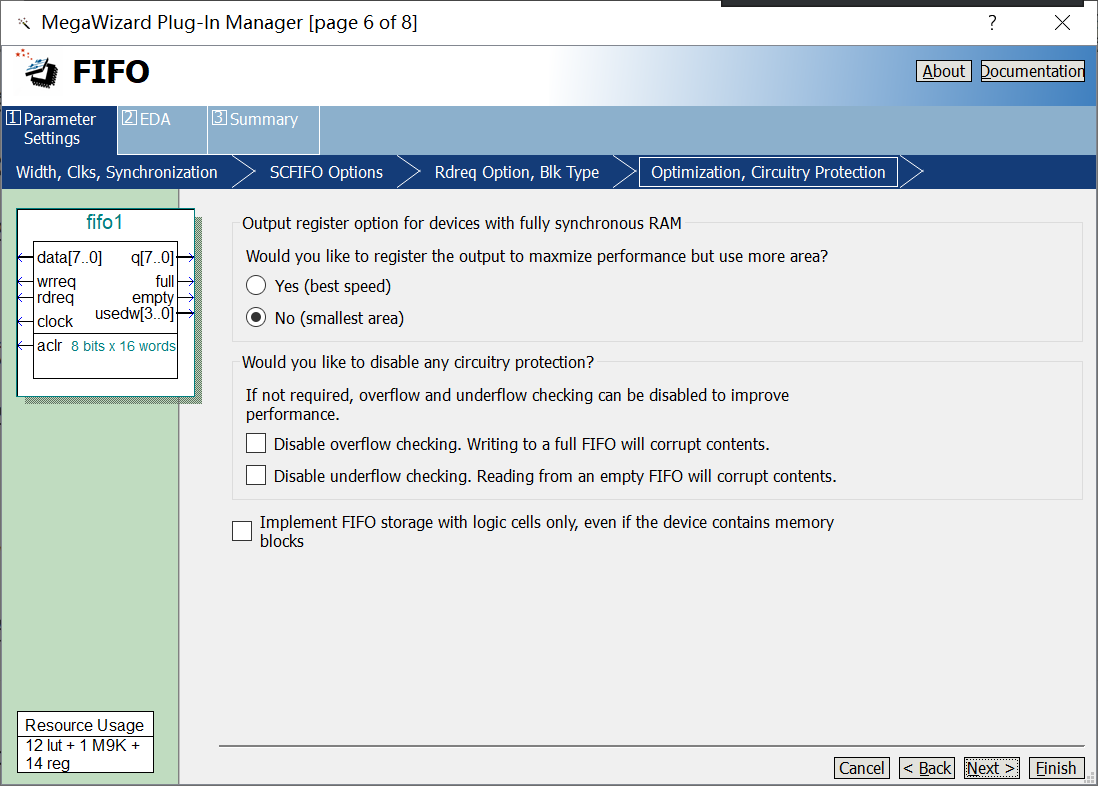 MegaWizard Plug-In Manager [page 6 of 8]
?
FIFO
About
Documentation
1 Parameter
Settings
2 EDA
3 Summary
Width, Clks, Synchronization
SCFIFO Options
Rdreq Option, Blk Type
Optimization, Circuitry Protection
fifo1
data[7..0] q[7..0]
wrreq full
rdreq empty
usedw[3..0]
clock
aclr 8 bits x 16 words
Output register option for devices with fully synchronous RAM
Would you like to register the output to maxmize performance but use more area?
Yes (best speed)
No (smallest area)
Would you like to disable any circuitry protection?
If not required, overflow and underflow checking can be disabled to improve
performance.
Disable overflow checking. Writing to a full FIFO will corrupt contents.
Disable underflow checking. Reading from an empty FIFO will corrupt contents.
Implement FIFO storage with logic cells only, even if the device contains memory
blocks
Resource Usage
12 lut + 1 M9K +
14 reg
Cancel
< Back
Next >
Finish